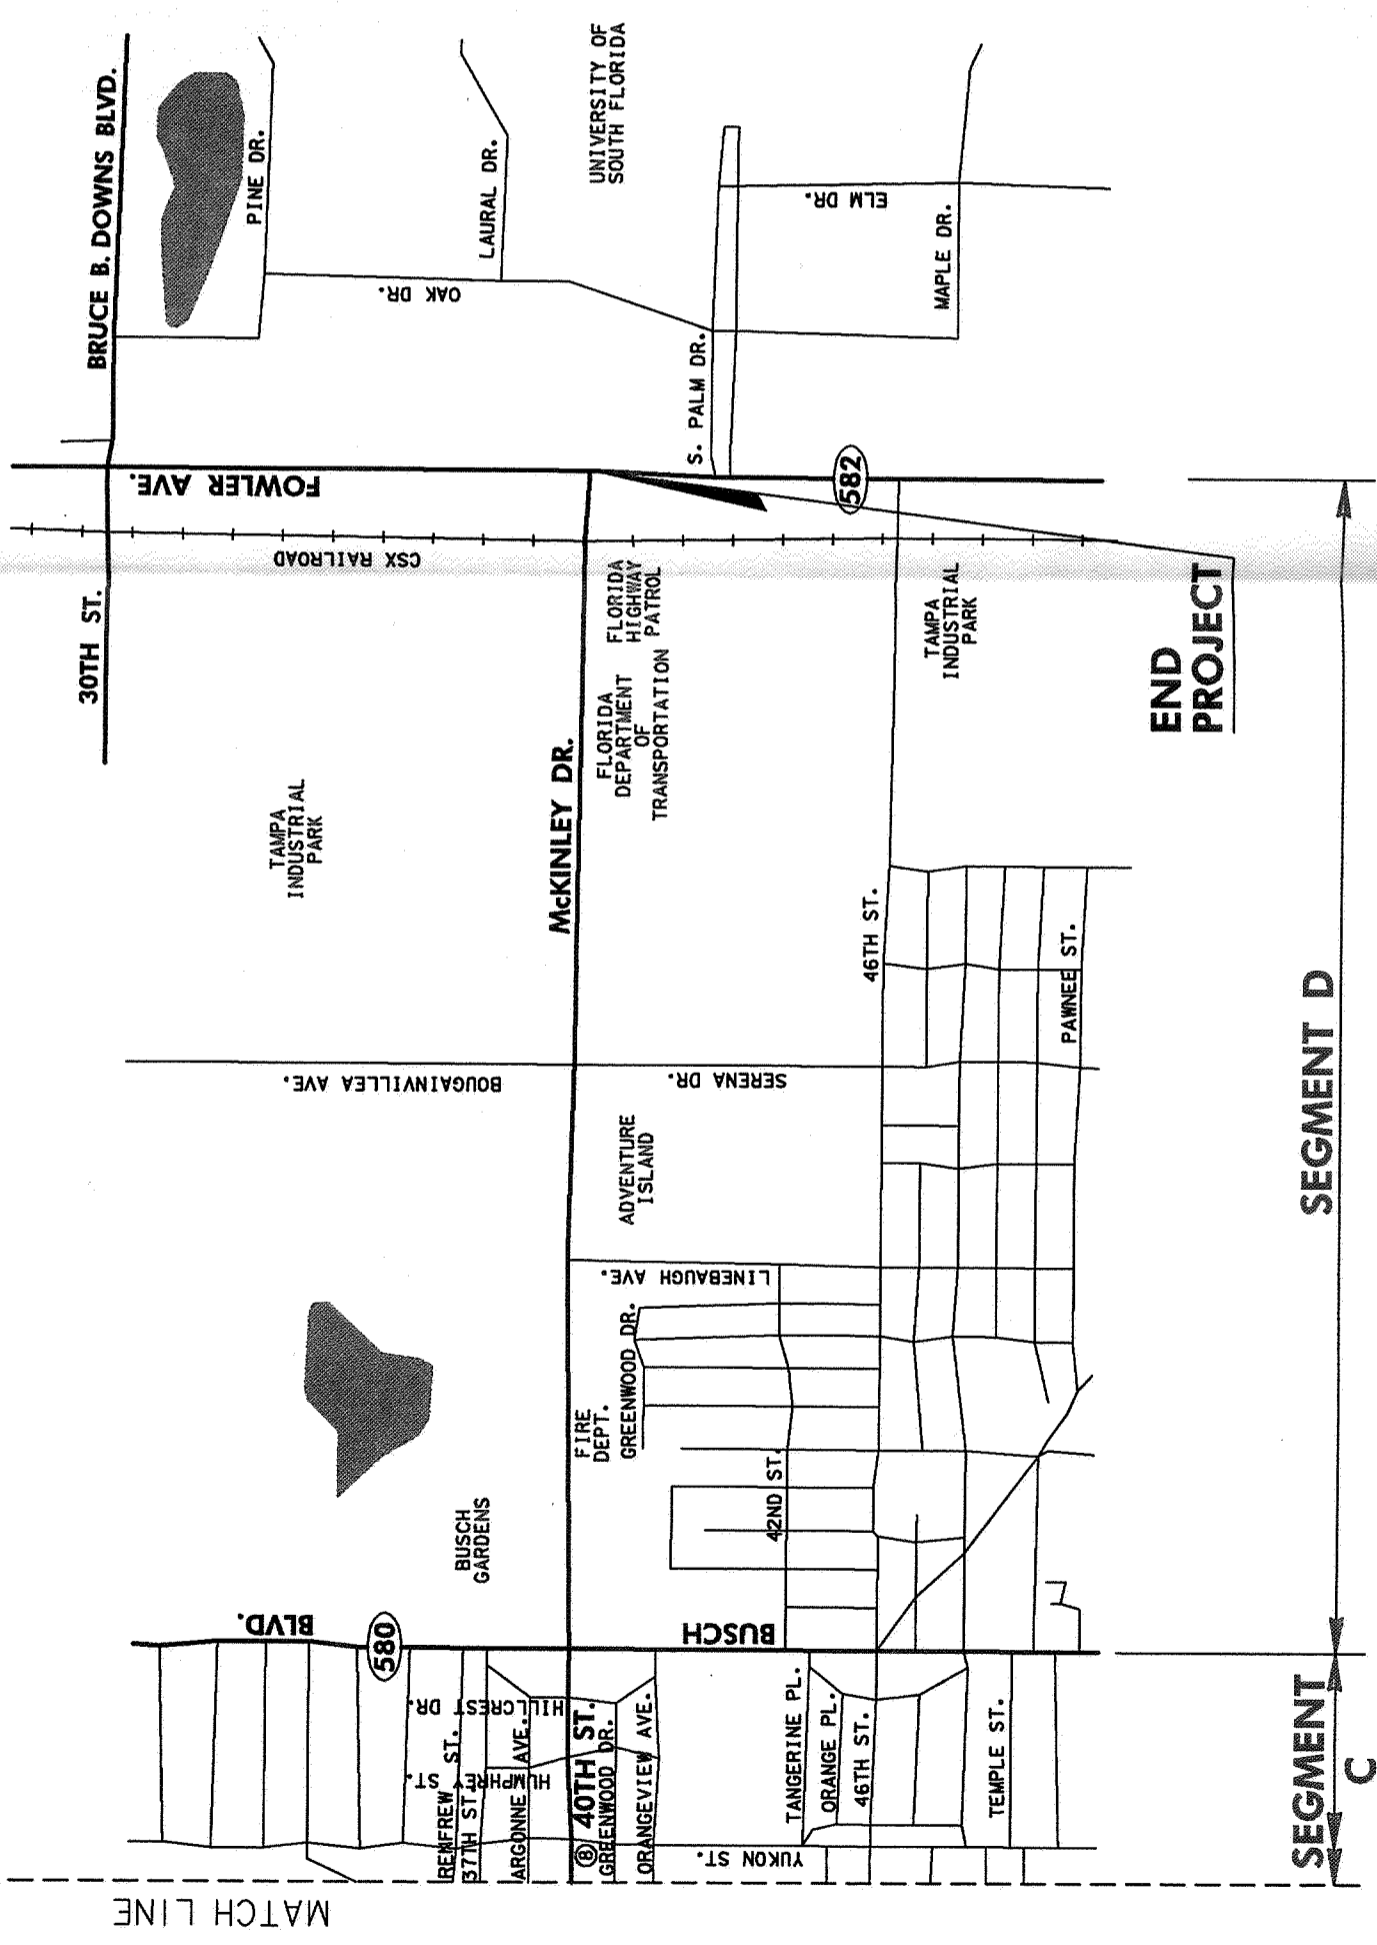 BRUCE B. DOWNS BLVD.
PINE DR.
LAURAL DR.
UNIVERSITY OF
SOUTH FLORIDA
OAK DR.
ELM DR.
MAPLE DR.
S. PALM DR.
FOWLER AVE.
582
CSX RAILROAD
30TH ST.
FLORIDA
HIGHWAY
PATROL
FLORIDA
DEPARTMENT
OF
TRANSPORTATION
TAMPA
INDUSTRIAL
PARK
END
PROJECT
McKINLEY DR.
TAMPA
INDUSTRIAL
PARK
46TH ST.
PAWNEE ST.
BOUGAINVILLEA AVE.
SERENA DR.
ADVENTURE
ISLAND
LINEBAUGH AVE.
GREENWOOD DR.
FIRE
DEPT.
42ND ST.
BUSCH
GARDENS
BUSCH
BLVD.
580
SEGMENT D
HILLCREST DR.
HUMPHREY ST.
RENFREW ST.
37TH ST.
ARGONNE AVE.
8 40TH ST.
GREENWOOD DR.
ORANGEVIEW AVE.
TANGERINE PL.
ORANGE PL.
46TH ST.
TEMPLE ST.
YUKON ST.
SEGMENT
C
MATCH LINE